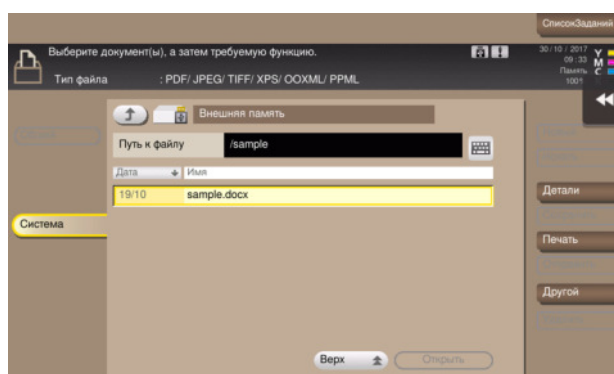 СписокЗаданий
Выберите документ(ы), а затем требуемую функцию.
Тип файла : PDF/ JPEG/ TIFF/ XPS/ OOXML/ PPML
30/10 / 2017
09:33
Память
100%
Y
M
C
Внешняя память
Путь к файлу /sample
Дата Имя
19/10 sample.docx
Система
Детали
Печать
Другой
Верх Открыть